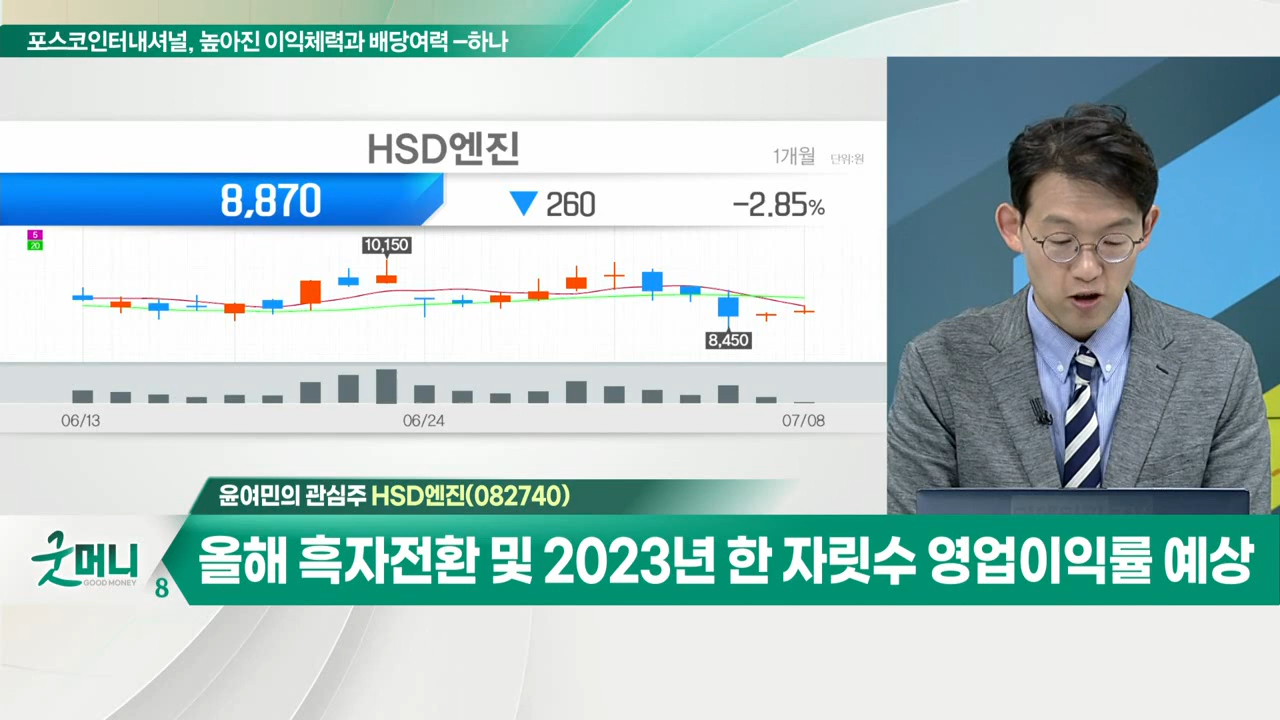 포스코인터내셔널, 높아진 이익체력과 배당여력 –하나
HSD엔진
1개월 단위:원
8,870 ▼ 260 -2.85%
5
20
10,150
8,450
06/13 06/24 07/08
윤여민의 관심주 HSD엔진(082740)
굿머니
GOOD MONEY
8
올해 흑자전환 및 2023년 한 자릿수 영업이익률 예상